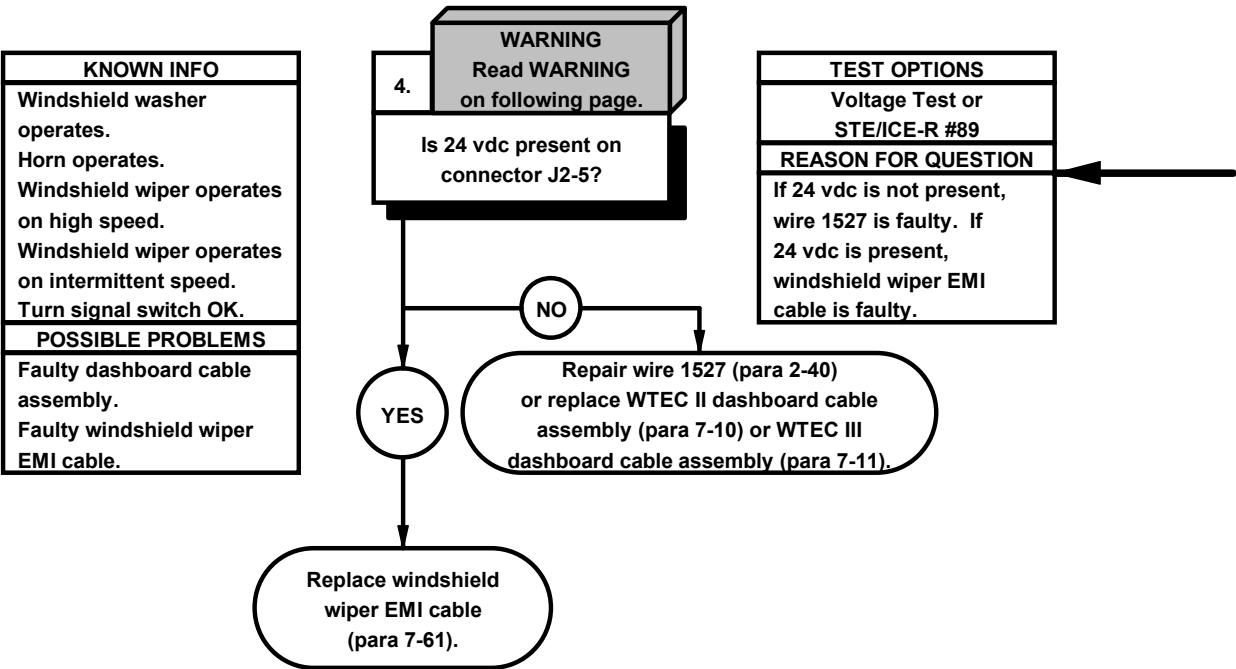 KNOWN INFO
Windshield washer
operates.
Horn operates.
Windshield wiper operates
on high speed.
Windshield wiper operates
on intermittent speed.
Turn signal switch OK.
POSSIBLE PROBLEMS
Faulty dashboard cable
assembly.
Faulty windshield wiper
EMI cable.
4.
WARNING
Read WARNING
on following page.
Is 24 vdc present on
connector J2-5?
TEST OPTIONS
Voltage Test or
STE/ICE-R #89
REASON FOR QUESTION
If 24 vdc is not present,
wire 1527 is faulty. If
24 vdc is present,
windshield wiper EMI
cable is faulty.
NO
Repair wire 1527 (para 2-40)
or replace WTEC II dashboard cable
assembly (para 7-10) or WTEC III
dashboard cable assembly (para 7-11).
YES
Replace windshield
wiper EMI cable
(para 7-61).